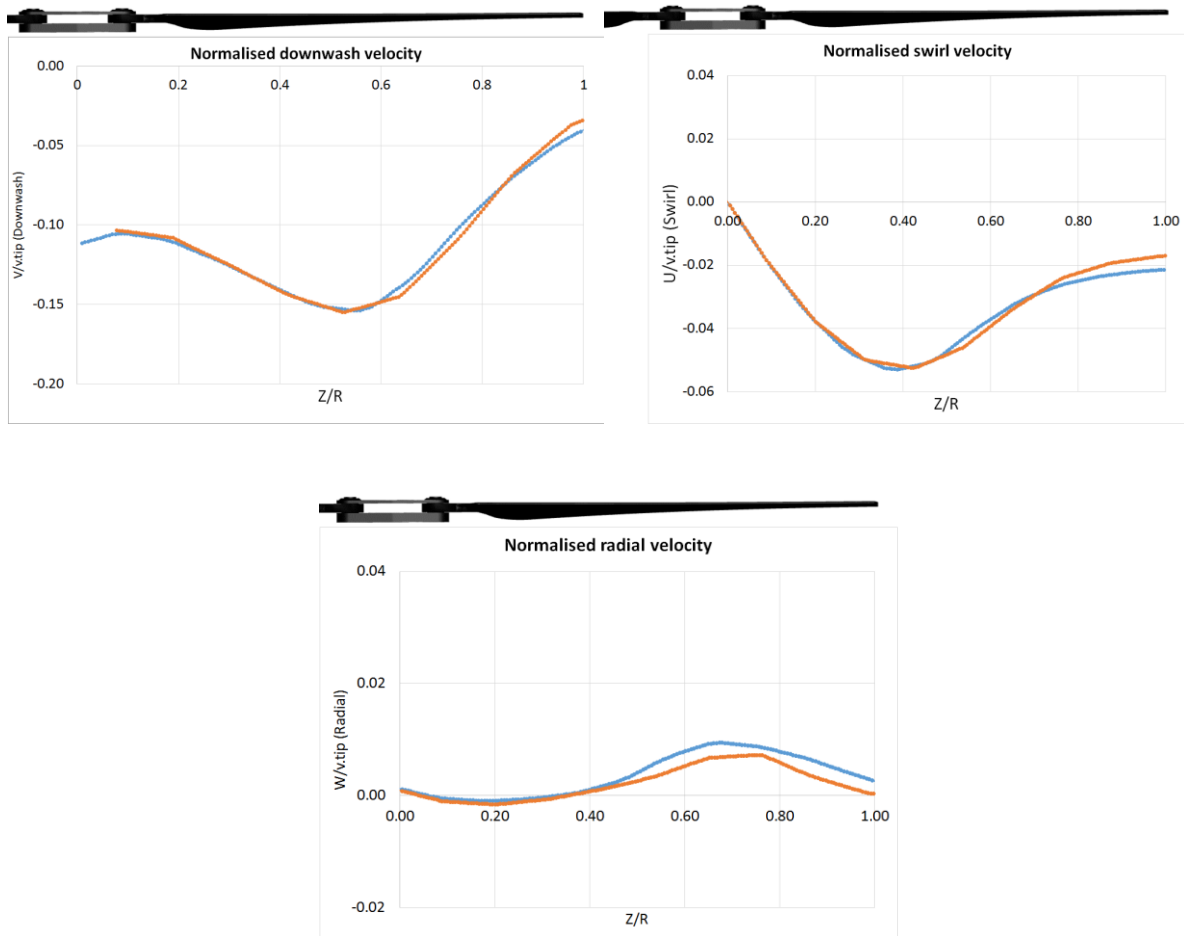 Normalised downwash velocity
0.00
0 0.2 0.4 0.6 0.8 1
-0.05
-0.10
-0.15
-0.20
V/v.tip (Downwash)
Z/R
Normalised swirl velocity
0.04
0.02
0.00
0.00 0.20 0.40 0.60 0.80 1.00
-0.02
-0.04
-0.06
U/v.tip (Swirl)
Z/R
Normalised radial velocity
0.04
0.02
0.00
0.00 0.20 0.40 0.60 0.80 1.00
-0.02
W/v.tip (Radial)
Z/R